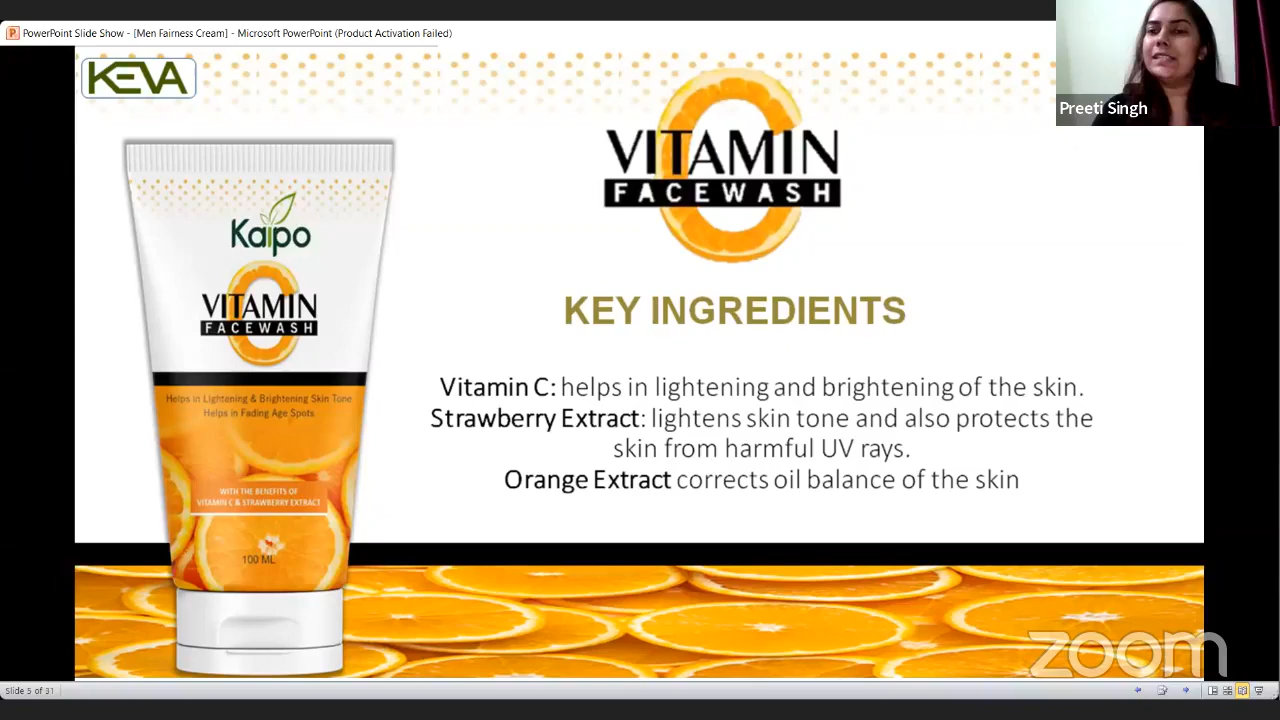 PowerPoint Slide Show - [Men Fairness Cream] - Microsoft PowerPoint (Product Activation Failed)
Preeti Singh
KEVA
VITAMIN
FACEWASH
Kaipo
VITAMIN
FACEWASH
Helps in Lightening & Brightening Skin Tone
Helps in Fading Age Spots
WITH THE BENEFITS OF
VITAMIN C & STRAWBERRY EXTRACT
100 ML
KEY INGREDIENTS
Vitamin C: helps in lightening and brightening of the skin.
Strawberry Extract: lightens skin tone and also protects the
skin from harmful UV rays.
Orange Extract corrects oil balance of the skin
zoom
Slide 5 of 31